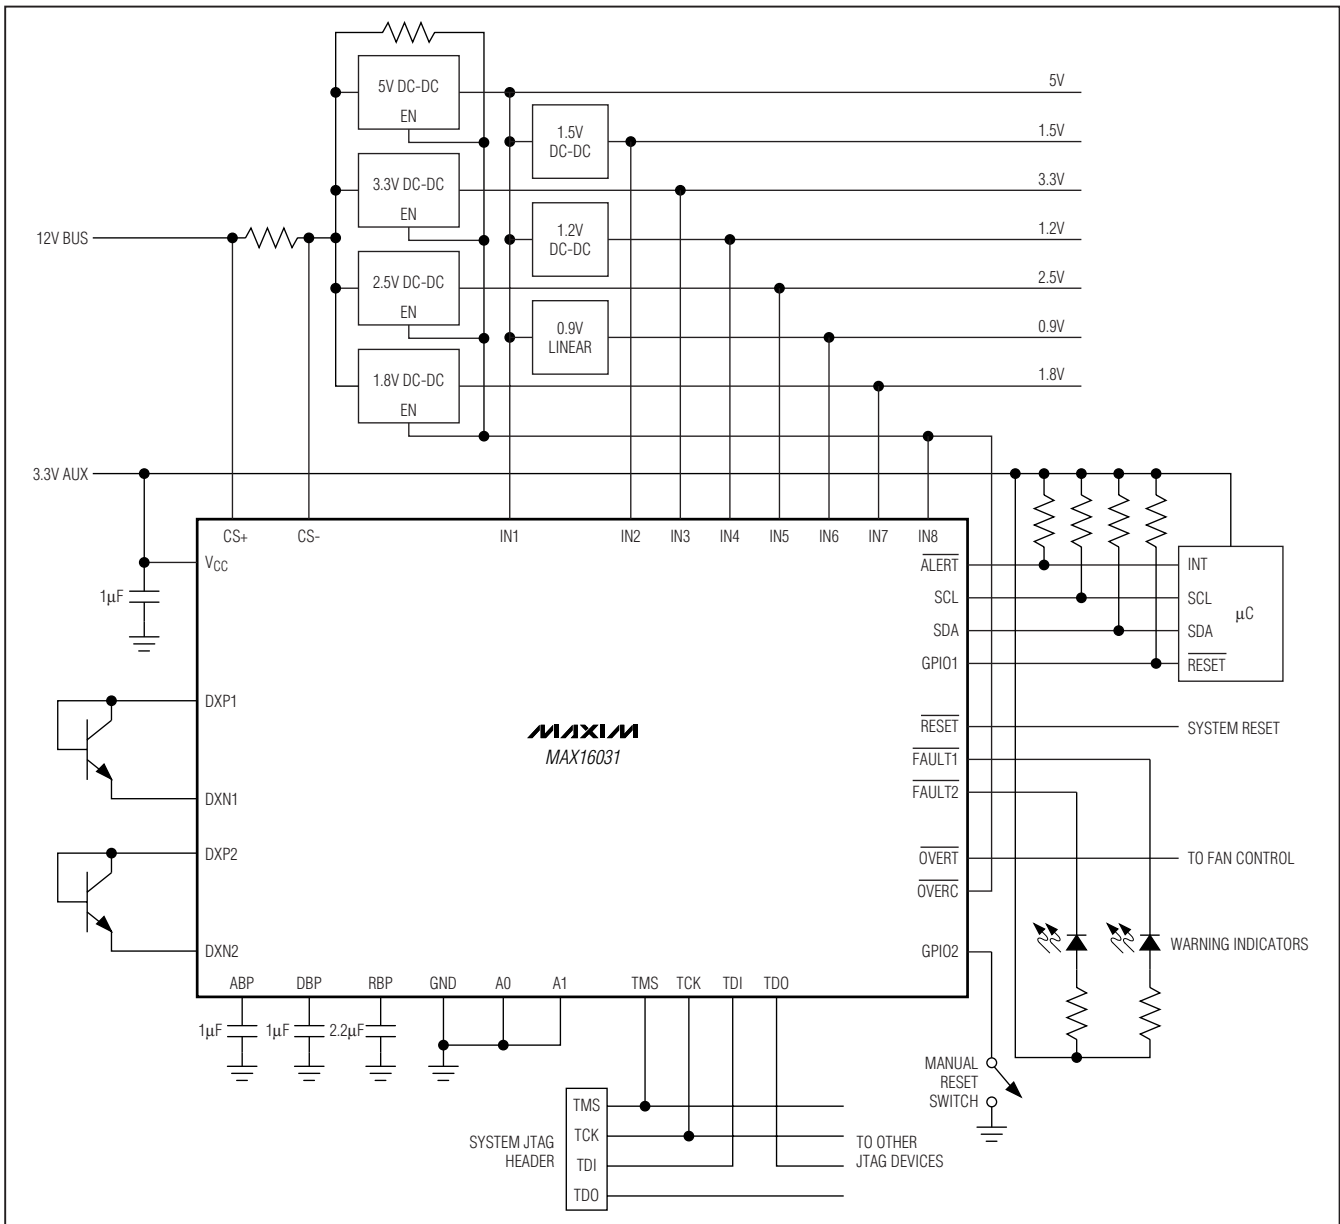 5V DC-DC
EN
5V
1.5V
DC-DC
1.5V
3.3V DC-DC
EN
3.3V
12V BUS
1.2V
DC-DC
1.2V
2.5V DC-DC
EN
2.5V
0.9V
LINEAR
0.9V
1.8V DC-DC
EN
1.8V
3.3V AUX
CS+ CS- IN1 IN2 IN3 IN4 IN5 IN6 IN7 IN8
VCC
1μF
ALERT
SCL
SDA
GPIO1
INT
SCL
SDA
RESET
μC
DXP1
DXN1
DXP2
DXN2
MAXIM
MAX16031
RESET
SYSTEM RESET
FAULT1
FAULT2
OVERT
TO FAN CONTROL
OVERC
GPIO2
WARNING INDICATORS
ABP DBP RBP GND A0 A1 TMS TCK TDI TDO
1μF 1μF 2.2μF
MANUAL
RESET
SWITCH
SYSTEM JTAG
HEADER
TMS
TCK
TDI
TDO
TO OTHER
JTAG DEVICES